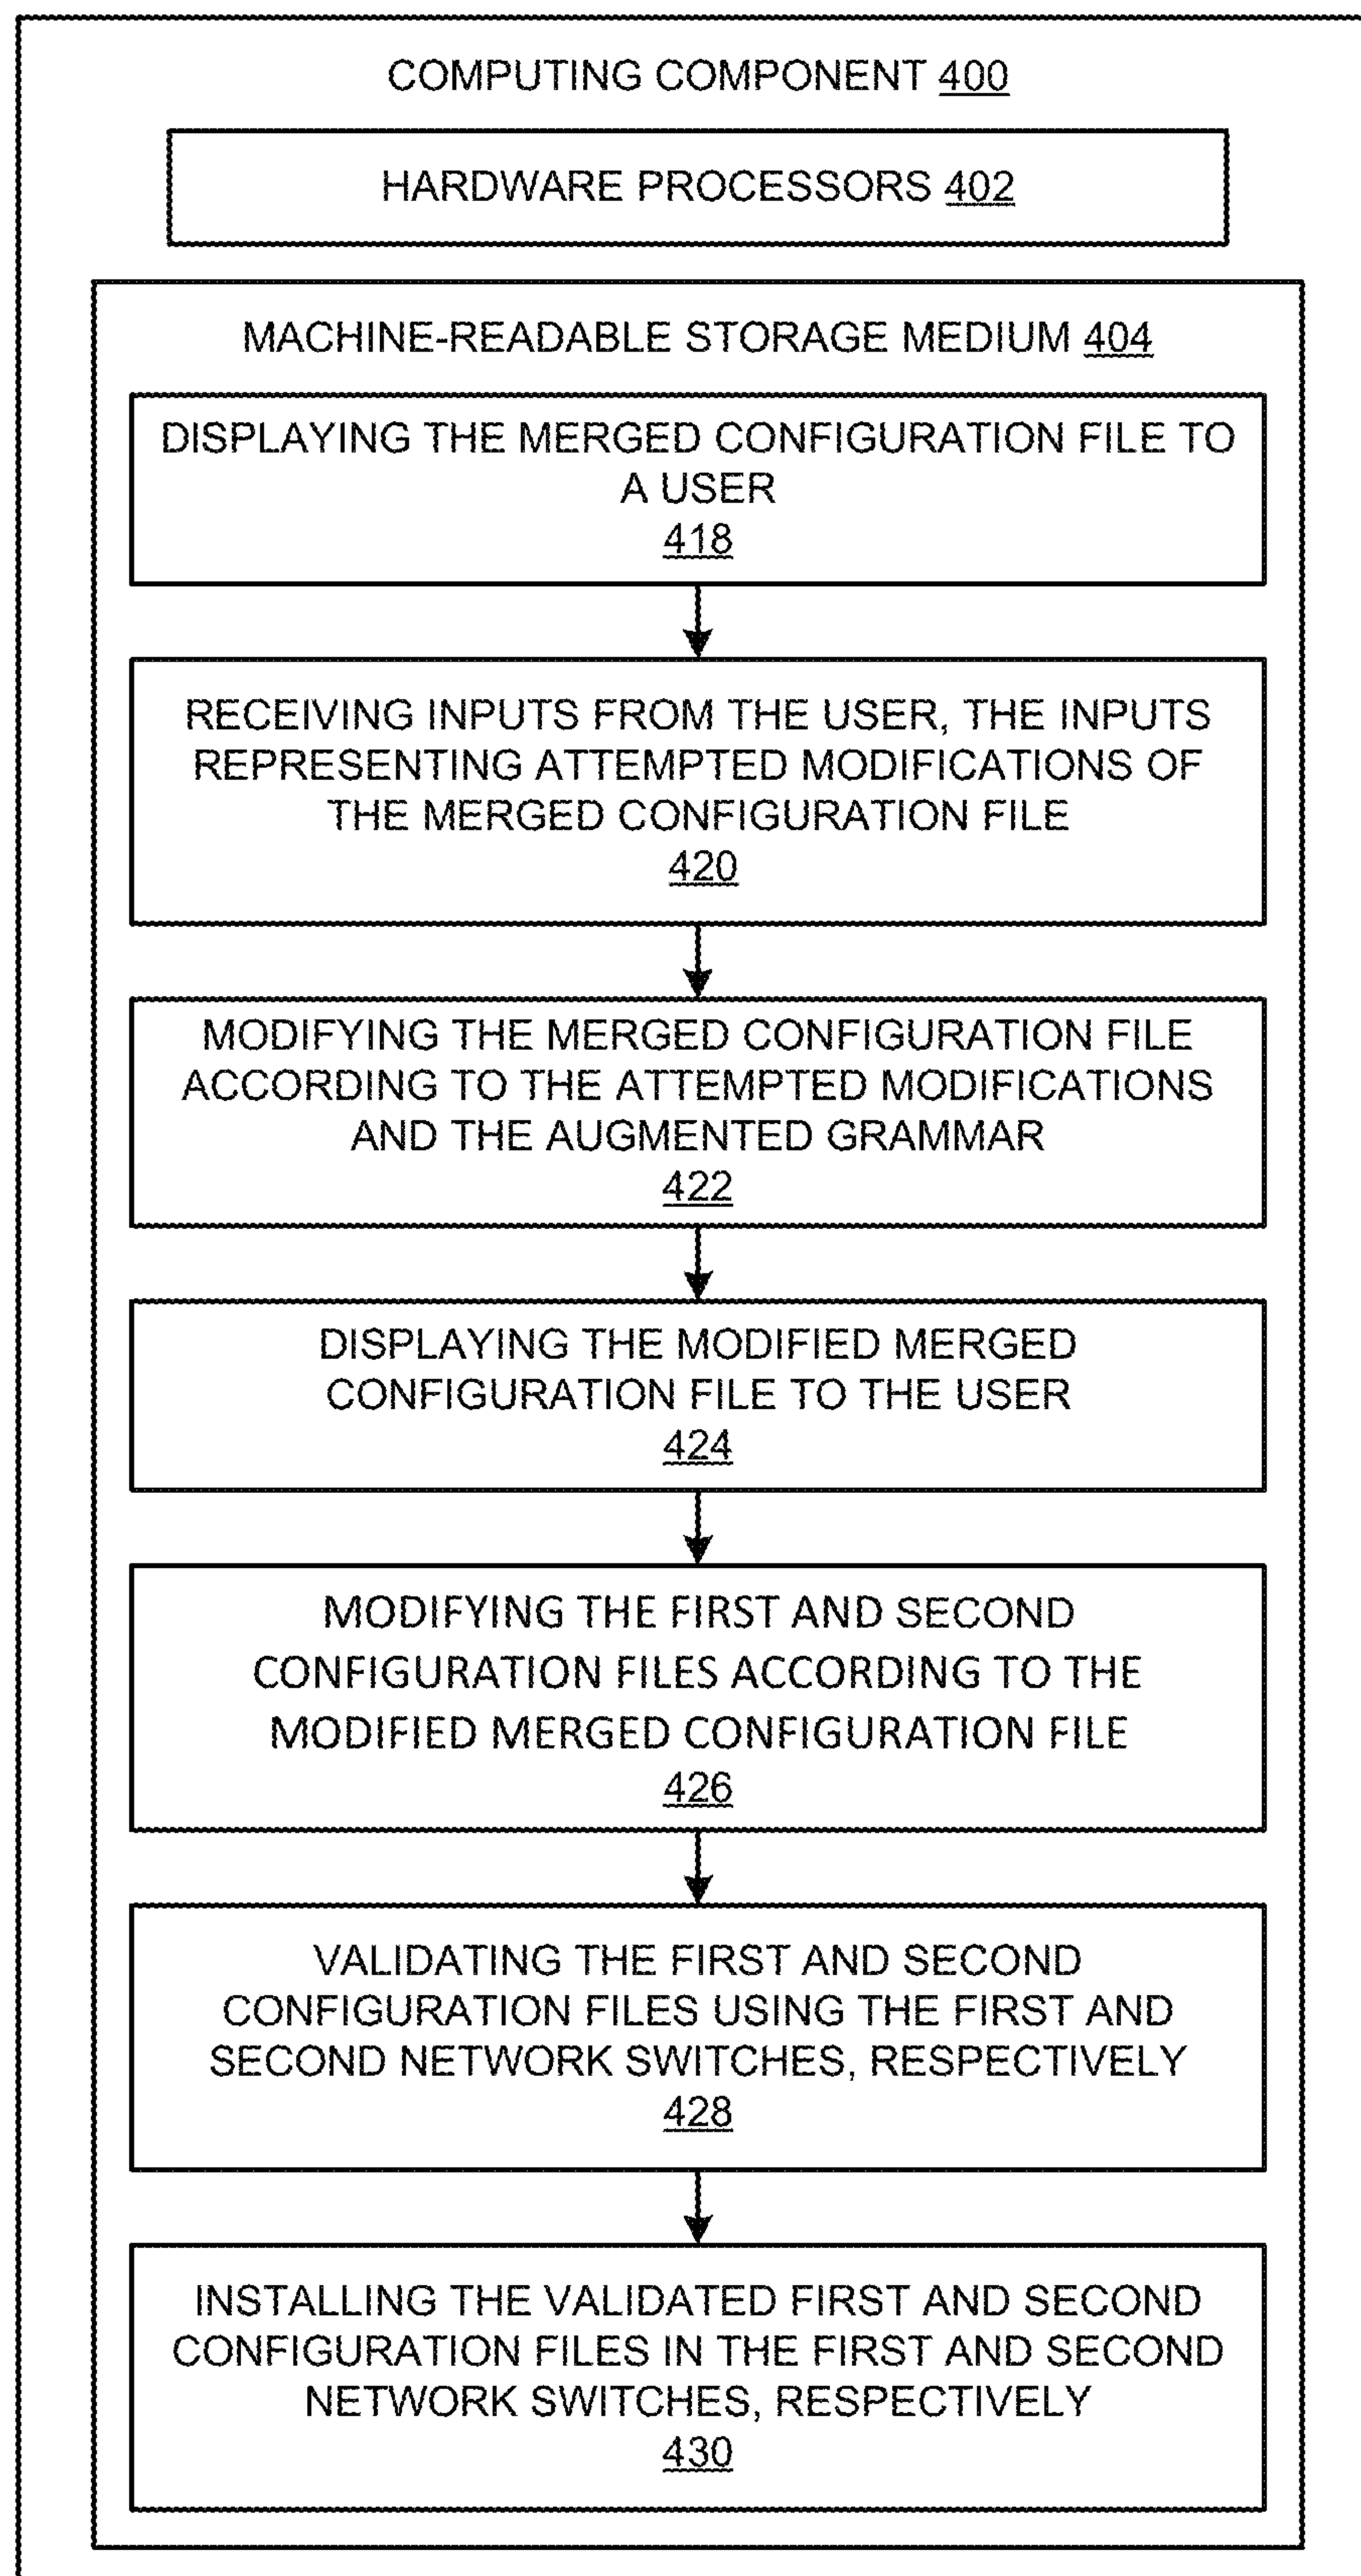 COMPUTING COMPONENT 400
HARDWARE PROCESSORS 402
MACHINE-READABLE STORAGE MEDIUM 404
DISPLAYING THE MERGED CONFIGURATION FILE TO
A USER
418
RECEIVING INPUTS FROM THE USER, THE INPUTS
REPRESENTING ATTEMPTED MODIFICATIONS OF
THE MERGED CONFIGURATION FILE
420
MODIFYING THE MERGED CONFIGURATION FILE
ACCORDING TO THE ATTEMPTED MODIFICATIONS
AND THE AUGMENTED GRAMMAR
422
DISPLAYING THE MODIFIED MERGED
CONFIGURATION FILE TO THE USER
424
MODIFYING THE FIRST AND SECOND
CONFIGURATION FILES ACCORDING TO THE
MODIFIED MERGED CONFIGURATION FILE
426
VALIDATING THE FIRST AND SECOND
CONFIGURATION FILES USING THE FIRST AND
SECOND NETWORK SWITCHES, RESPECTIVELY
428
INSTALLING THE VALIDATED FIRST AND SECOND
CONFIGURATION FILES IN THE FIRST AND SECOND
NETWORK SWITCHES, RESPECTIVELY
430